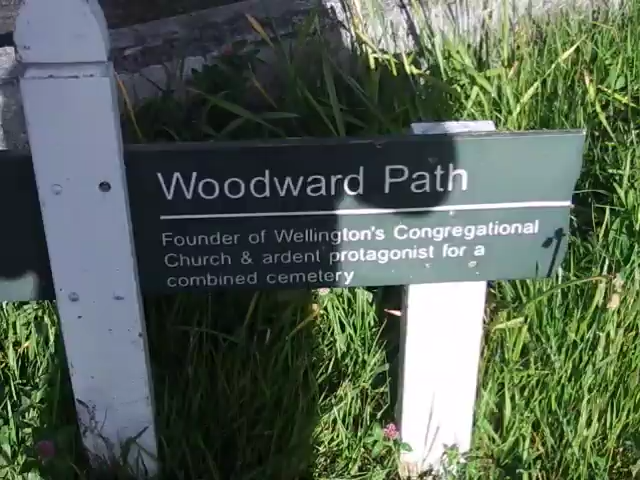 Woodward Path
Founder of Wellington's Congregational
Church & ardent protagonist for a
combined cemetery